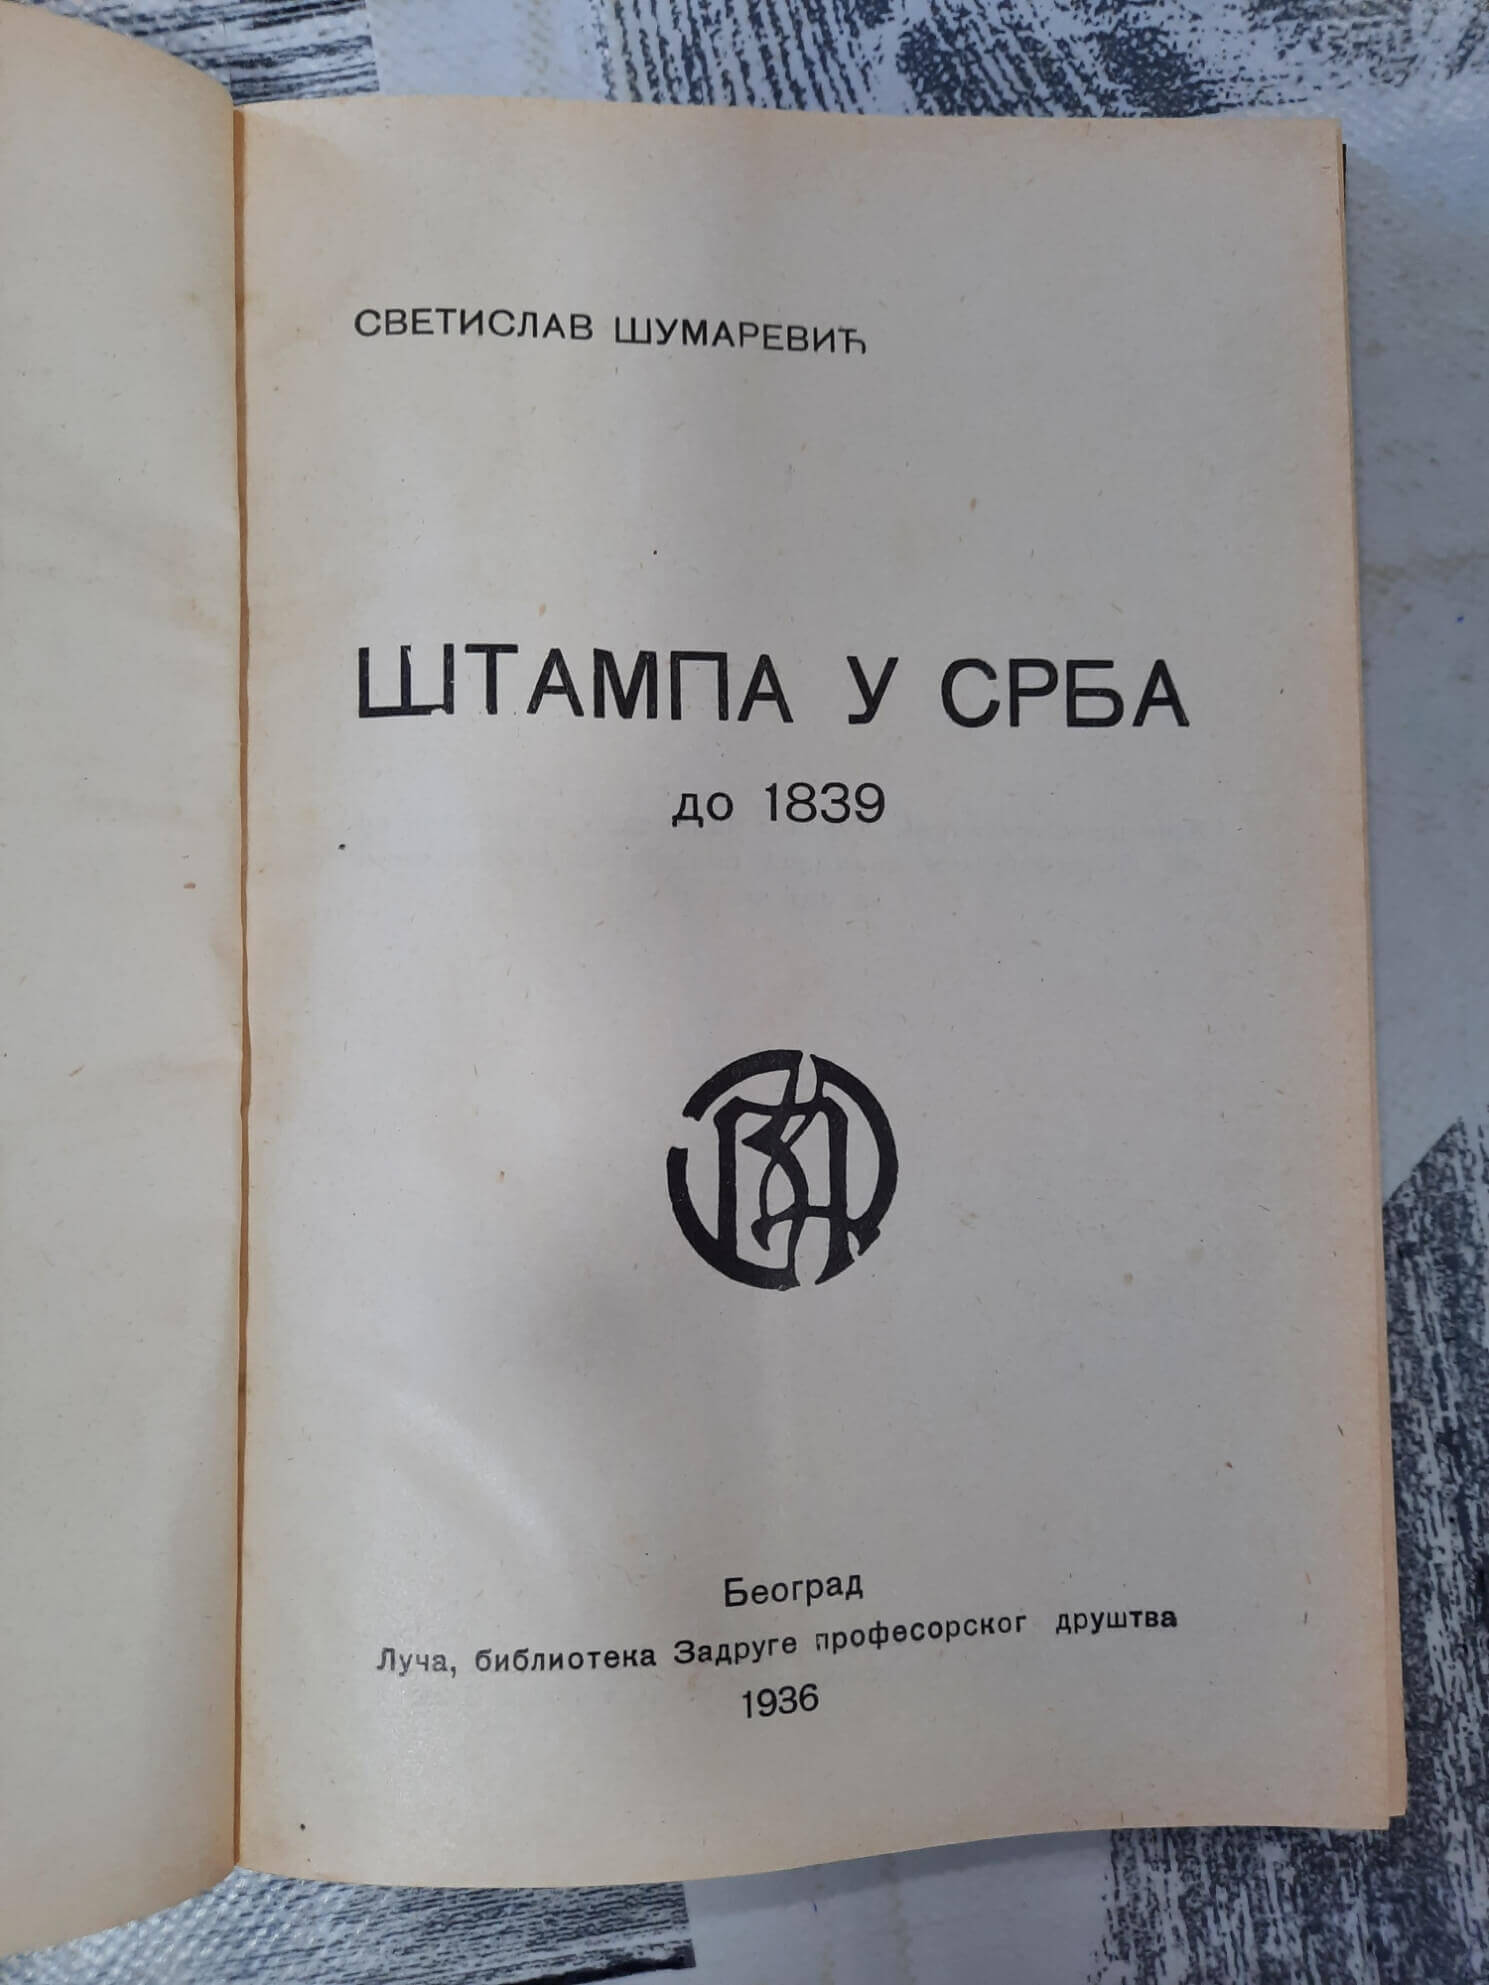 СВЕТИСЛАВ ШУМАРЕВИЋ
ШТАМПА У СРБА
до 1839
Београд
Луча, библиотека Задруге професорског друштва
1936